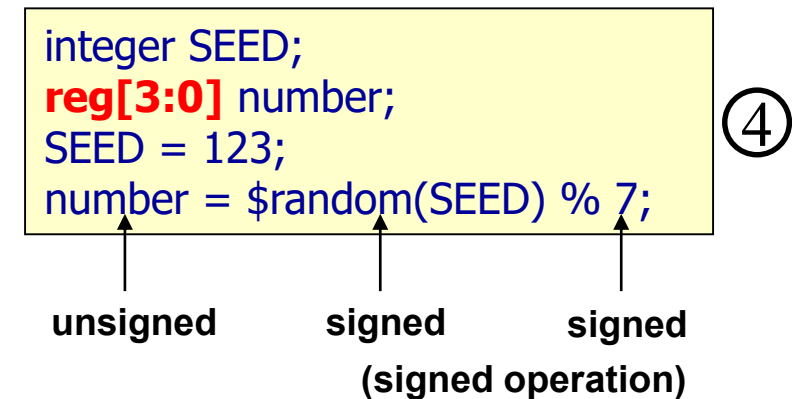 integer SEED;
reg[3:0] number;
SEED = 123;
number = $random(SEED) % 7;
④
unsigned signed signed
(signed operation)